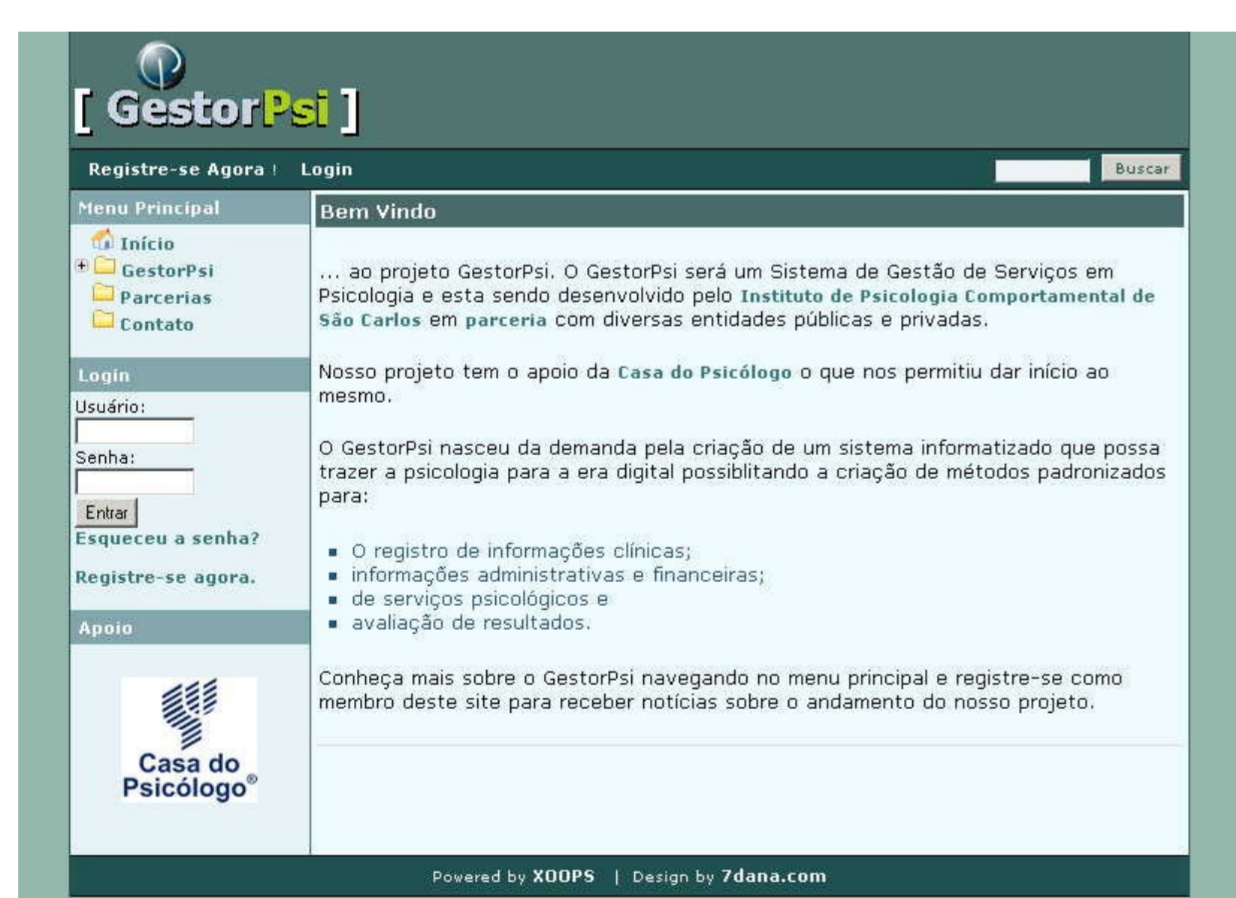 [ GestorPsi ]
Registre-se Agora !
Login
Buscar
Menu Principal
Início
GestorPsi
Parcerias
Contato
Login
Usuário:
Senha:
Entrar
Esqueceu a senha?
Registre-se agora.
Apoio
Casa do
Psicólogo®
Bem Vindo
... ao projeto GestorPsi. O GestorPsi será um Sistema de Gestão de Serviços em
Psicologia e esta sendo desenvolvido pelo Instituto de Psicologia Comportamental de
São Carlos em parceria com diversas entidades públicas e privadas.
Nosso projeto tem o apoio da Casa do Psicólogo o que nos permitiu dar início ao
mesmo.
O GestorPsi nasceu da demanda pela criação de um sistema informatizado que possa
trazer a psicologia para a era digital possiblitando a criação de métodos padronizados
para:
O registro de informações clínicas;
informações administrativas e financeiras;
de serviços psicológicos e
avaliação de resultados.
Conheça mais sobre o GestorPsi navegando no menu principal e registre-se como
membro deste site para receber notícias sobre o andamento do nosso projeto.
Powered by XOOPS | Design by 7dana.com